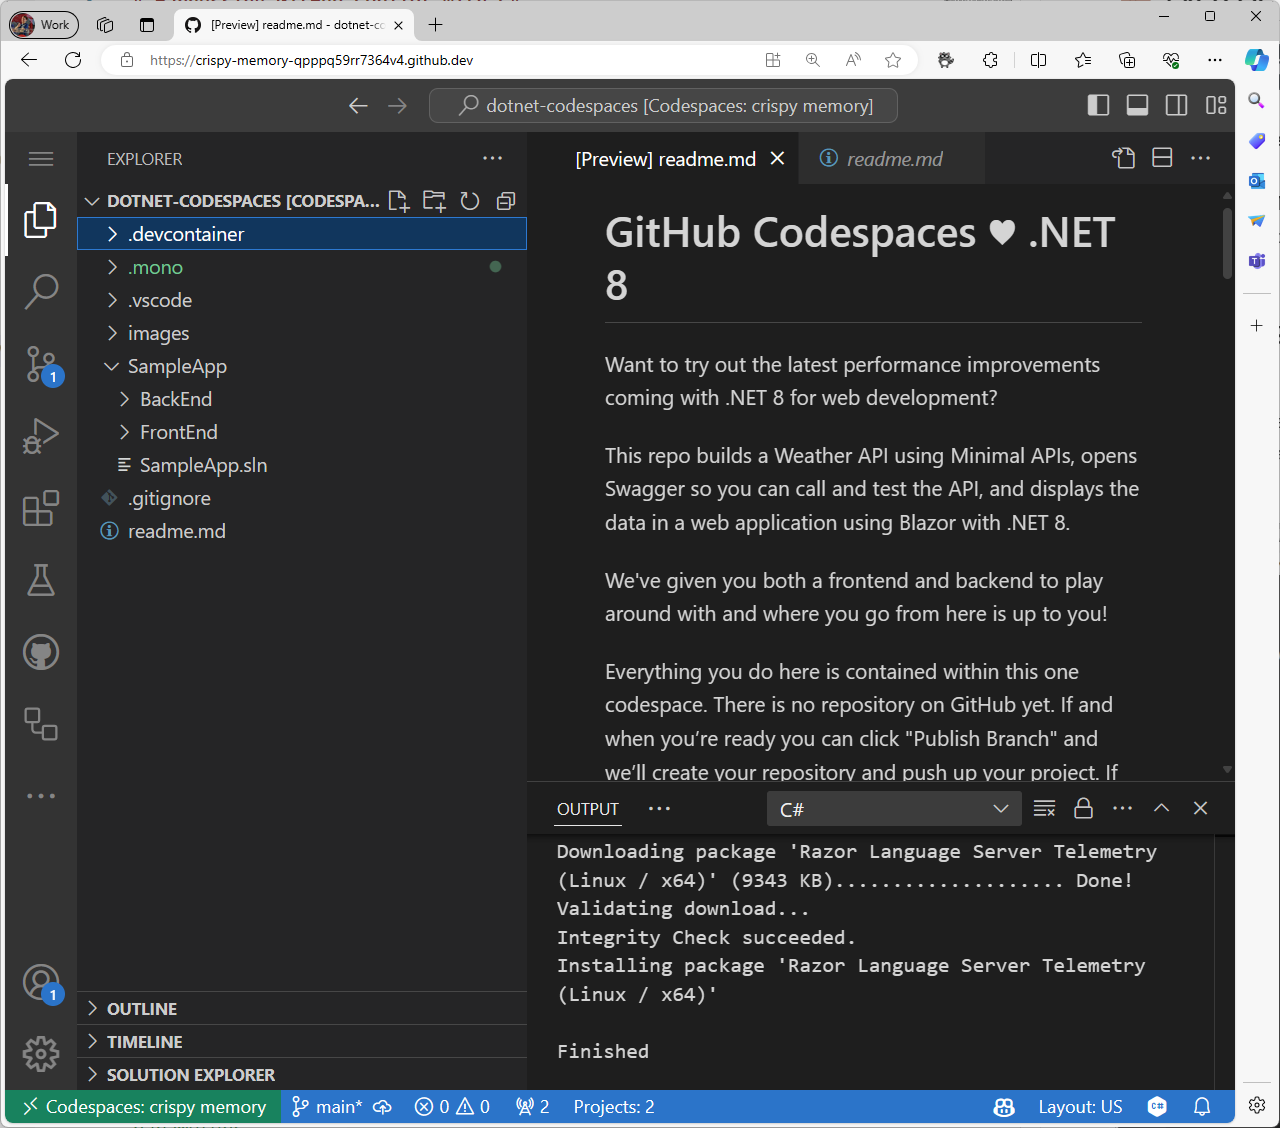 Work
[Preview] readme.md - dotnet-co
https://crispy-memory-qpppq59rr7364v4.github.dev
dotnet-codespaces [Codespaces: crispy memory]
EXPLORER
DOTNET-CODESPACES [CODESPA...
.devcontainer
.mono
.vscode
images
SampleApp
BackEnd
FrontEnd
SampleApp.sln
.gitignore
readme.md
1
1
OUTLINE
TIMELINE
SOLUTION EXPLORER
[Preview] readme.md
readme.md
GitHub Codespaces ♥ .NET
8
Want to try out the latest performance improvements
coming with .NET 8 for web development?
This repo builds a Weather API using Minimal APIs, opens
Swagger so you can call and test the API, and displays the
data in a web application using Blazor with .NET 8.
We've given you both a frontend and backend to play
around with and where you go from here is up to you!
Everything you do here is contained within this one
codespace. There is no repository on GitHub yet. If and
when you’re ready you can click "Publish Branch" and
we’ll create your repository and push up your project. If
OUTPUT
C#
Downloading package 'Razor Language Server Telemetry
(Linux / x64)' (9343 KB).................... Done!
Validating download...
Integrity Check succeeded.
Installing package 'Razor Language Server Telemetry
(Linux / x64)'
Finished
Codespaces: crispy memory
main*
0
0
2
Projects: 2
Layout: US